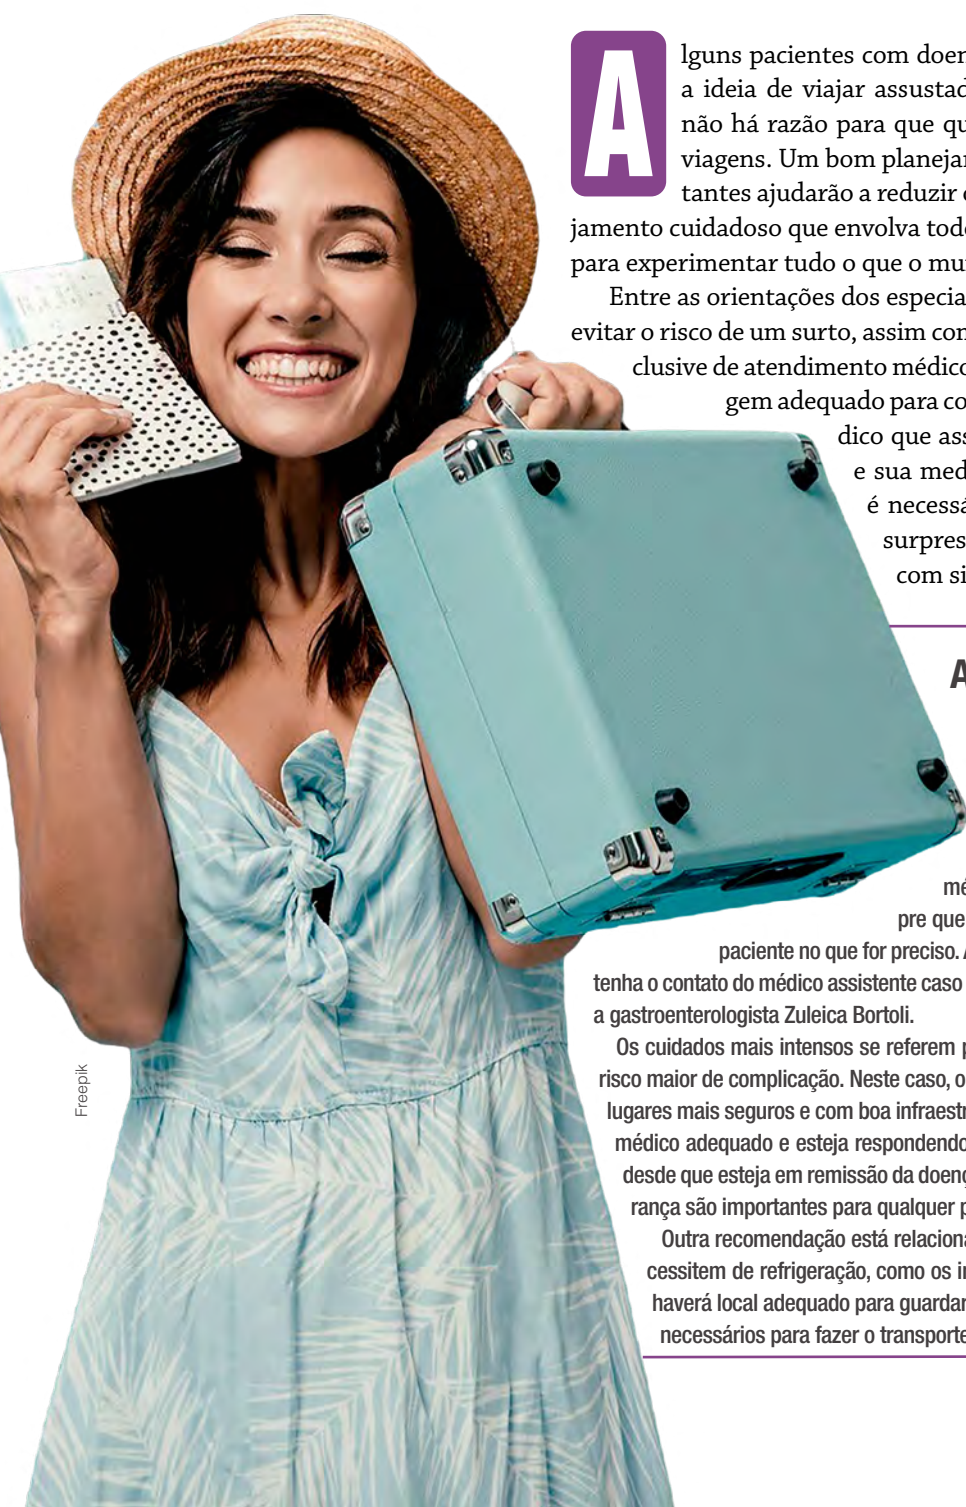 Alguns pacientes com doen
a ideia de viajar assustad
não há razão para que qu
viagens. Um bom planejar
tantes ajudarão a reduzir
jamento cuidadoso que envolva tod
para experimentar tudo o que o mu
Entre as orientações dos especia
evitar o risco de um surto, assim con
clusive de atendimento médico
gem adequado para co
dico que ass
e sua med
é necessá
surpres
com si
A
mé
pre que
paciente no que for preciso. A
tenha o contato do médico assistente caso
a gastroenterologista Zuleica Bortoli.
Os cuidados mais intensos se referem p
risco maior de complicação. Neste caso, o
lugares mais seguros e com boa infraestr
médico adequado e esteja respondendo
desde que esteja em remissão da doenç
rança são importantes para qualquer p
Outra recomendação está relaciona
cessitem de refrigeração, como os i
haverá local adequado para guardar
necessários para fazer o transporte
Freepik